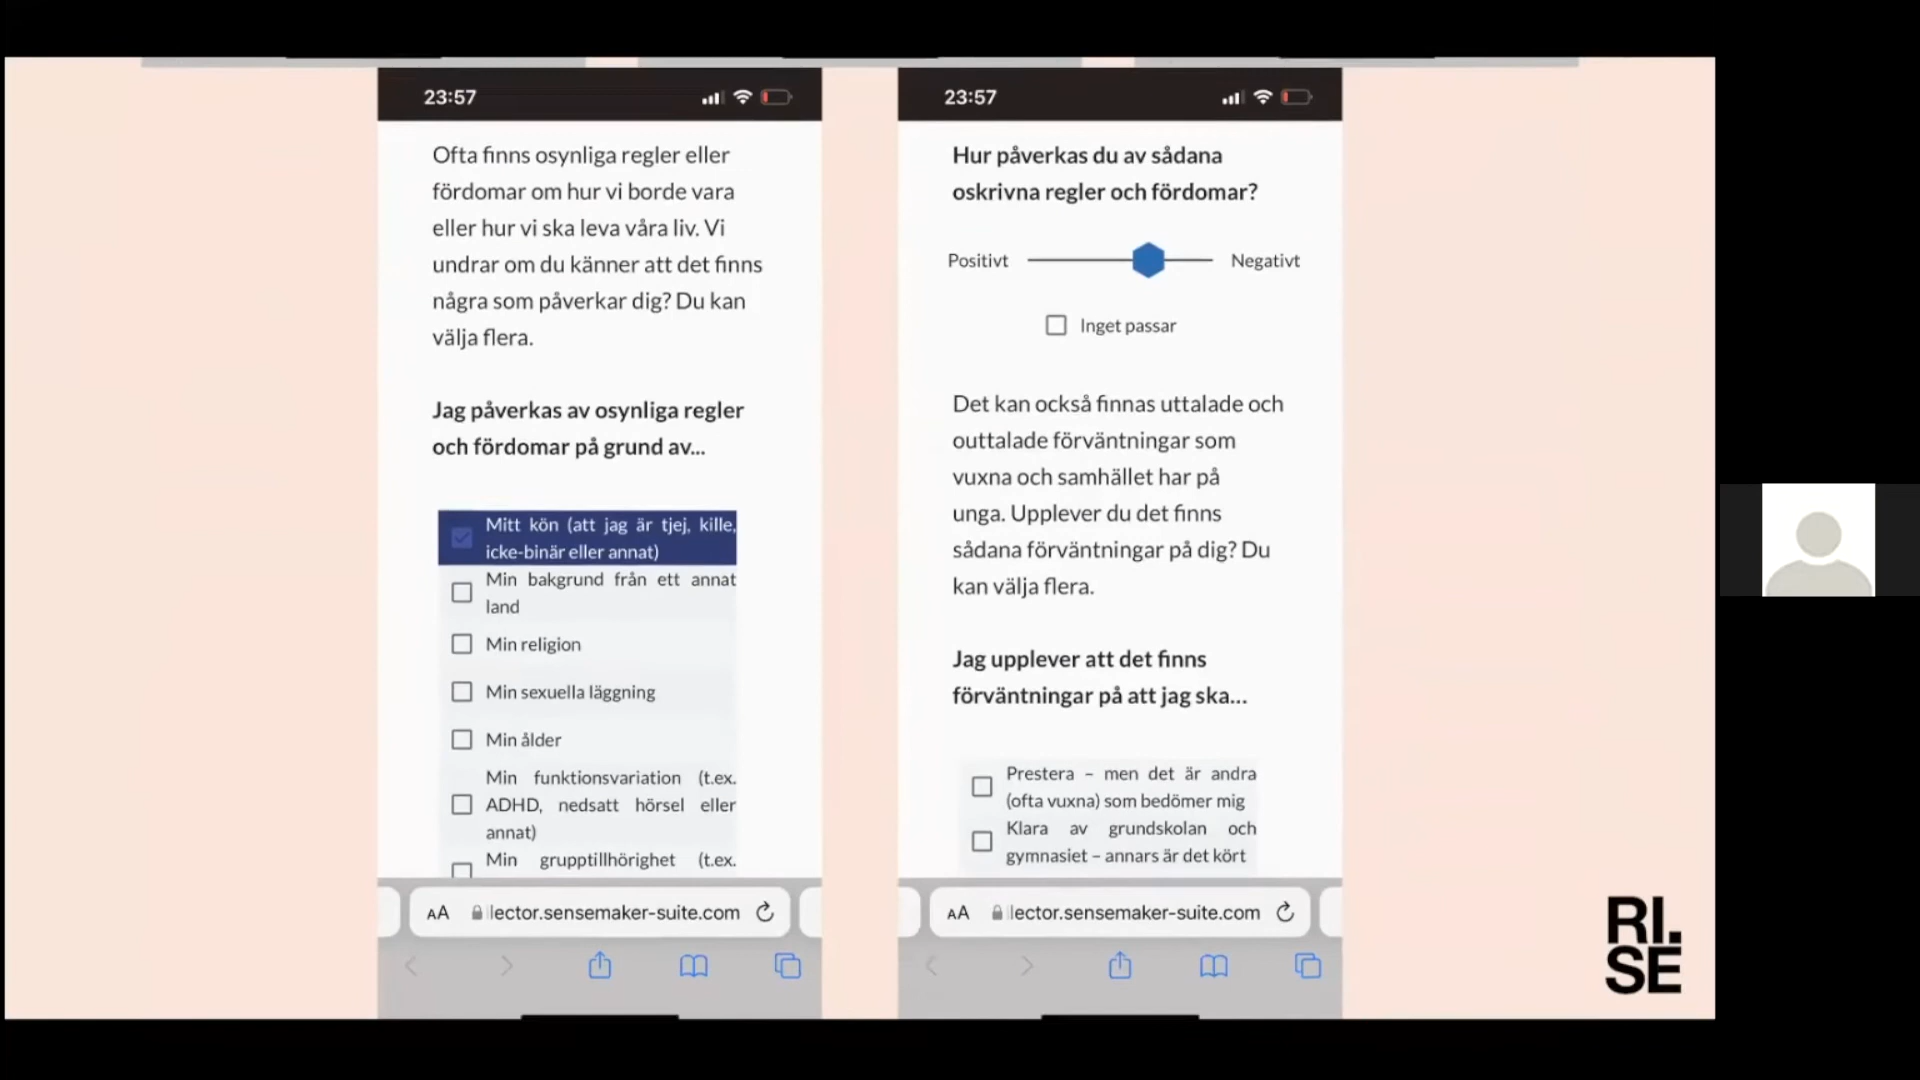 23:57
Ofta finns osynliga regler eller
fördomar om hur vi borde vara
eller hur vi ska leva våra liv. Vi
undrar om du känner att det finns
några som påverkar dig? Du kan
välja flera.
Jag påverkas av osynliga regler
och fördomar på grund av...
Mitt kön (att jag är tjej, kille,
icke-binär eller annat)
Min bakgrund från ett annat
land
Min religion
Min sexuella läggning
Min ålder
Min funktionsvariation (t.ex.
ADHD, nedsatt hörsel eller
annat)
Min grupptillhörighet (t.ex.
AA lector.sensemaker-suite.com
23:57
Hur påverkas du av sådana
oskrivna regler och fördomar?
Positivt Negativt
Inget passar
Det kan också finnas uttalade och
outtalade förväntningar som
vuxna och samhället har på
unga. Upplever du det finns
sådana förväntningar på dig? Du
kan välja flera.
Jag upplever att det finns
förväntningar på att jag ska...
Prestera – men det är andra
(ofta vuxna) som bedömer mig
Klara av grundskolan och
gymnasiet – annars är det kört
AA lector.sensemaker-suite.com
RI.
SE